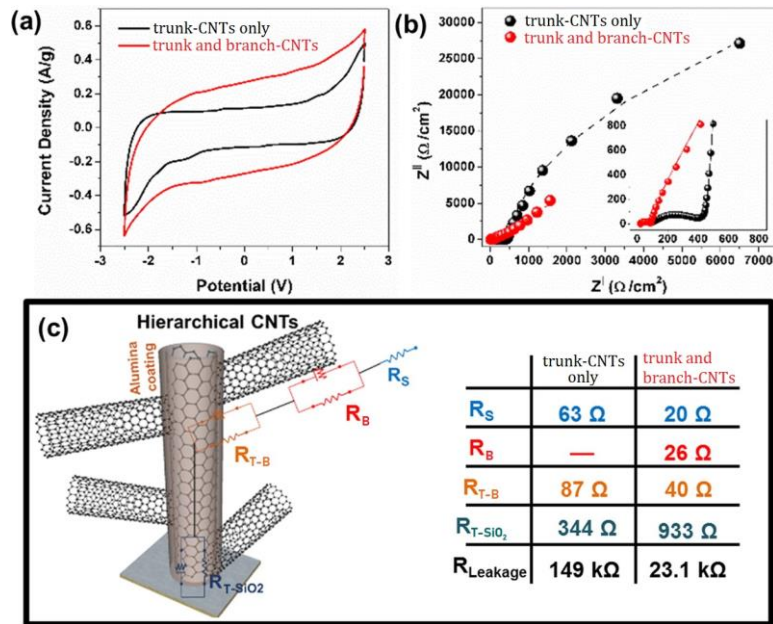 (a)
trunk-CNTs only
trunk and branch-CNTs
Current Density (A/g)
0.6
0.4
0.2
0.0
-0.2
-0.4
-0.6
-3 -2 -1 0 1 2 3
Potential (V)
(b)
trunk-CNTs only
trunk and branch-CNTs
Z|| (Ω /cm²)
30000
25000
20000
15000
10000
5000
0
0 1000 2000 3000 4000 5000 6000 7000
Z| (Ω /cm²)
800
600
400
200
0
0 200 400 600 800
(c)
Hierarchical CNTs
Alumina coating
R_S
R_B
R_T-B
R_T-SiO2
trunk-CNTs only
trunk and branch-CNTs
R_S 63 Ω 20 Ω
R_B — 26 Ω
R_T-B 87 Ω 40 Ω
R_T-SiO₂ 344 Ω 933 Ω
R_Leakage 149 kΩ 23.1 kΩ